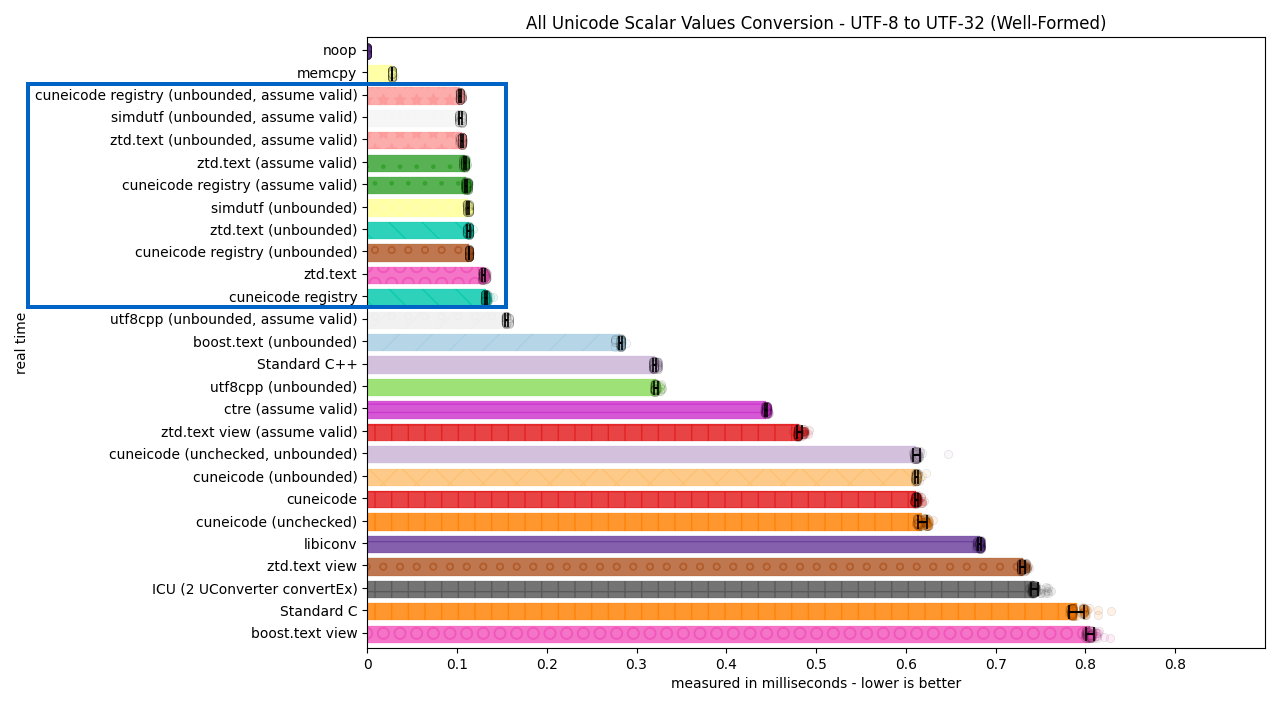 All Unicode Scalar Values Conversion - UTF-8 to UTF-32 (Well-Formed)
noop
memcpy
cuneicode registry (unbounded, assume valid)
simdutf (unbounded, assume valid)
ztd.text (unbounded, assume valid)
ztd.text (assume valid)
cuneicode registry (assume valid)
simdutf (unbounded)
ztd.text (unbounded)
cuneicode registry (unbounded)
ztd.text
cuneicode registry
utf8cpp (unbounded, assume valid)
boost.text (unbounded)
Standard C++
utf8cpp (unbounded)
ctre (assume valid)
ztd.text view (assume valid)
cuneicode (unchecked, unbounded)
cuneicode (unbounded)
cuneicode
cuneicode (unchecked)
libiconv
ztd.text view
ICU (2 UConverter convertEx)
Standard C
boost.text view
real time
0 0.1 0.2 0.3 0.4 0.5 0.6 0.7 0.8 0.8
measured in milliseconds - lower is better